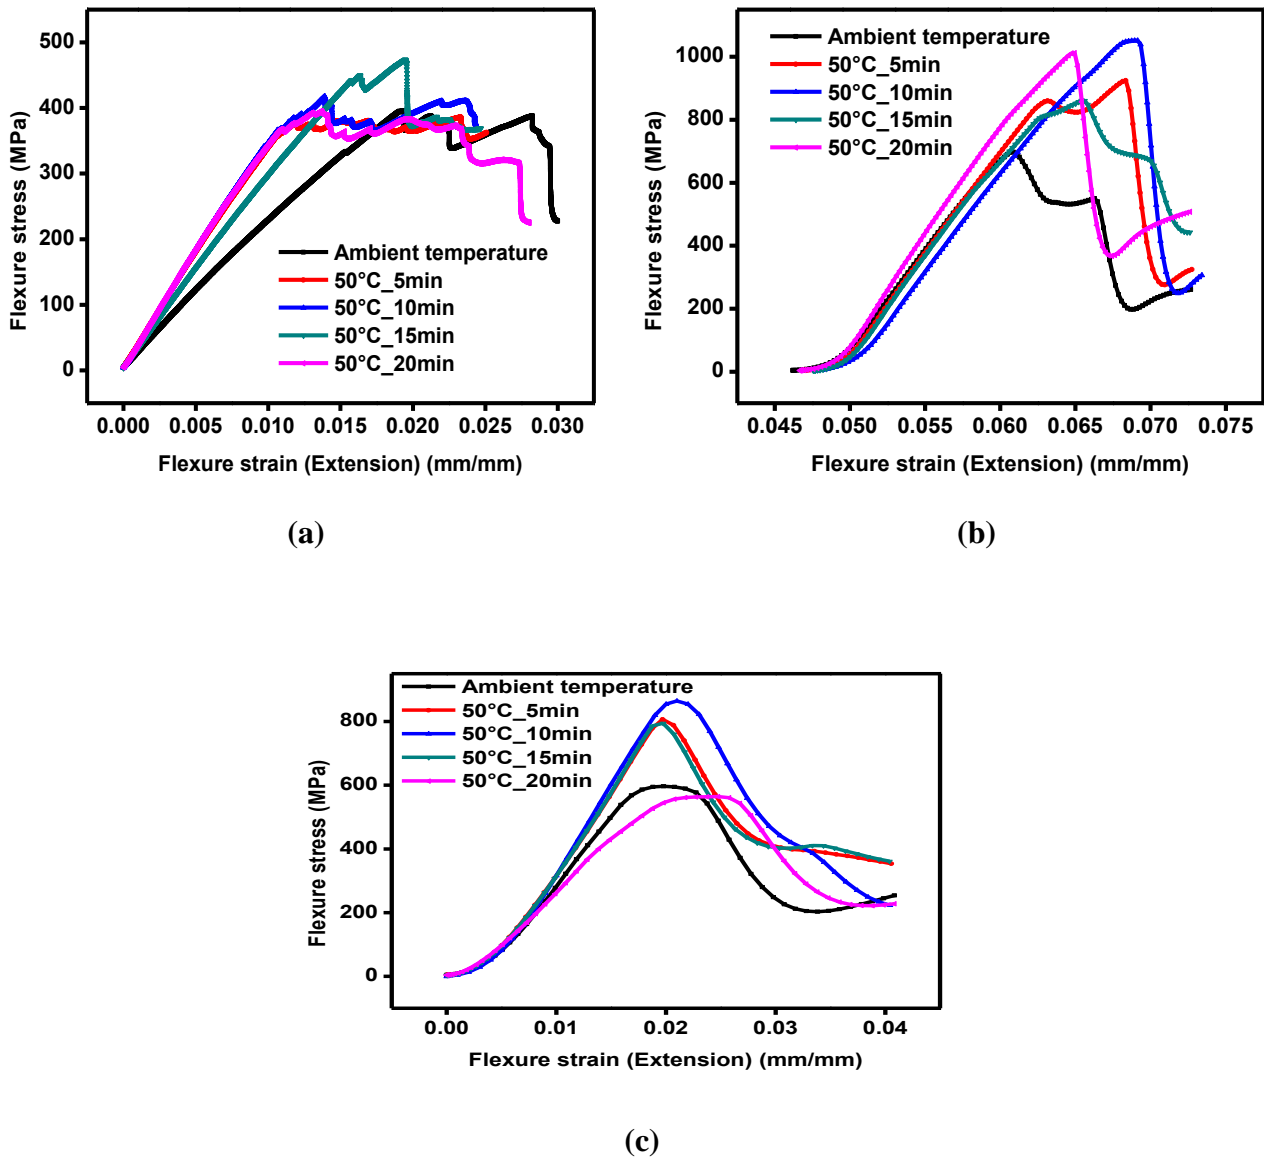 500
400
300
200
100
0
Flexure stress (MPa)
Ambient temperature
50°C_5min
50°C_10min
50°C_15min
50°C_20min
0.000 0.005 0.010 0.015 0.020 0.025 0.030
Flexure strain (Extension) (mm/mm)
(a)
1000
800
600
400
200
0
Flexure stress (MPa)
Ambient temperature
50°C_5min
50°C_10min
50°C_15min
50°C_20min
0.045 0.050 0.055 0.060 0.065 0.070 0.075
Flexure strain (Extension) (mm/mm)
(b)
800
600
400
200
0
Flexure stress (MPa)
Ambient temperature
50°C_5min
50°C_10min
50°C_15min
50°C_20min
0.00 0.01 0.02 0.03 0.04
Flexure strain (Extension) (mm/mm)
(c)